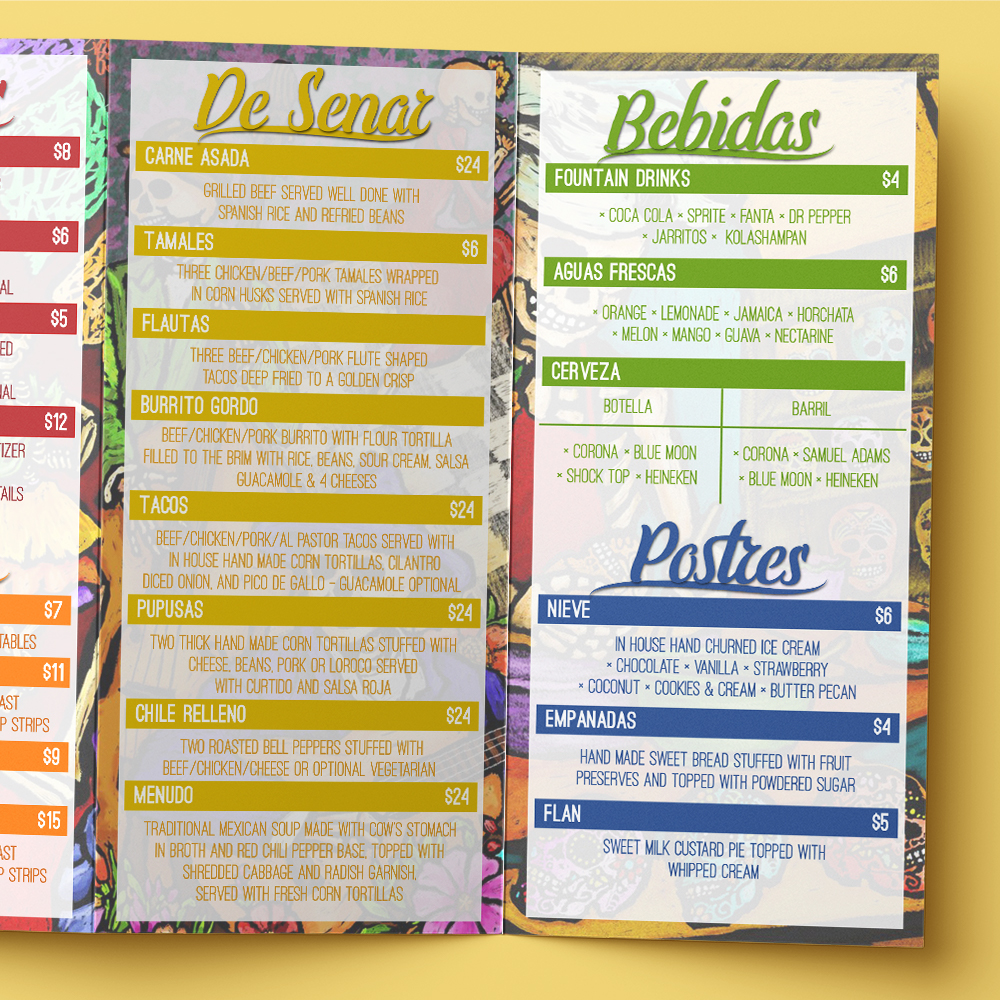 $8
$6
AL
$5
ED
NAL
$12
TIZER
TAILS
$7
TABLES
$11
AST
P STRIPS
$9
$15
AST
P STRIPS
De Senar
CARNE ASADA $24
GRILLED BEEF SERVED WELL DONE WITH
SPANISH RICE AND REFRIED BEANS
TAMALES $6
THREE CHICKEN/BEEF/PORK TAMALES WRAPPED
IN CORN HUSKS SERVED WITH SPANISH RICE
FLAUTAS
THREE BEEF/CHICKEN/PORK FLUTE SHAPED
TACOS DEEP FRIED TO A GOLDEN CRISP
BURRITO GORDO
BEEF/CHICKEN/PORK BURRITO WITH FLOUR TORTILLA
FILLED TO THE BRIM WITH RICE, BEANS, SOUR CREAM, SALSA
GUACAMOLE & 4 CHEESES
TACOS $24
BEEF/CHICKEN/PORK/AL PASTOR TACOS SERVED WITH
IN HOUSE HAND MADE CORN TORTILLAS, CILANTRO
DICED ONION, AND PICO DE GALLO - GUACAMOLE OPTIONAL
PUPUSAS $24
TWO THICK HAND MADE CORN TORTILLAS STUFFED WITH
CHEESE, BEANS, PORK OR LOROCO SERVED
WITH CURTIDO AND SALSA ROJA
CHILE RELLENO $24
TWO ROASTED BELL PEPPERS STUFFED WITH
BEEF/CHICKEN/CHEESE OR OPTIONAL VEGETARIAN
MENUDO $24
TRADITIONAL MEXICAN SOUP MADE WITH COW'S STOMACH
IN BROTH AND RED CHILI PEPPER BASE, TOPPED WITH
SHREDDED CABBAGE AND RADISH GARNISH,
SERVED WITH FRESH CORN TORTILLAS
Bebidas
FOUNTAIN DRINKS $4
× COCA COLA × SPRITE × FANTA × DR PEPPER
× JARRITOS × KOLASHAMPAN
AGUAS FRESCAS $6
× ORANGE × LEMONADE × JAMAICA × HORCHATA
× MELON × MANGO × GUAVA × NECTARINE
CERVEZA
BOTELLA BARRIL
× CORONA × BLUE MOON × CORONA × SAMUEL ADAMS
× SHOCK TOP × HEINEKEN × BLUE MOON × HEINEKEN
Postres
NIEVE $6
IN HOUSE HAND CHURNED ICE CREAM
× CHOCOLATE × VANILLA × STRAWBERRY
× COCONUT × COOKIES & CREAM × BUTTER PECAN
EMPANADAS $4
HAND MADE SWEET BREAD STUFFED WITH FRUIT
PRESERVES AND TOPPED WITH POWDERED SUGAR
FLAN $5
SWEET MILK CUSTARD PIE TOPPED WITH
WHIPPED CREAM